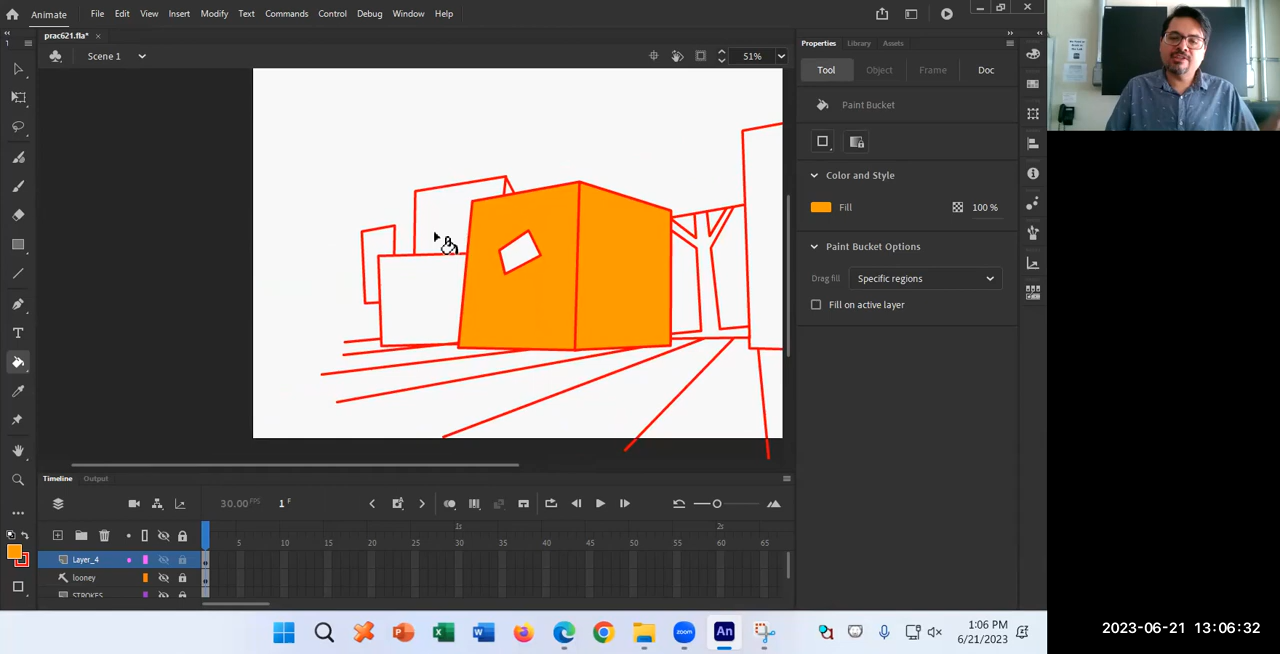 Animate
File
Edit
View
Insert
Modify
Text
Commands
Control
Debug
Window
Help
prac621.fla*
Scene 1
51%
Properties
Library
Assets
Tool
Object
Frame
Doc
Paint Bucket
Color and Style
Fill
100 %
Paint Bucket Options
Drag fill
Specific regions
Fill on active layer
Timeline
Output
30.00 FPS
1 F
1s
2s
5
10
15
20
25
30
35
40
45
50
55
60
65
Layer_4
looney
STROKES
1:06 PM
6/21/2023
2023-06-21 13:06:32